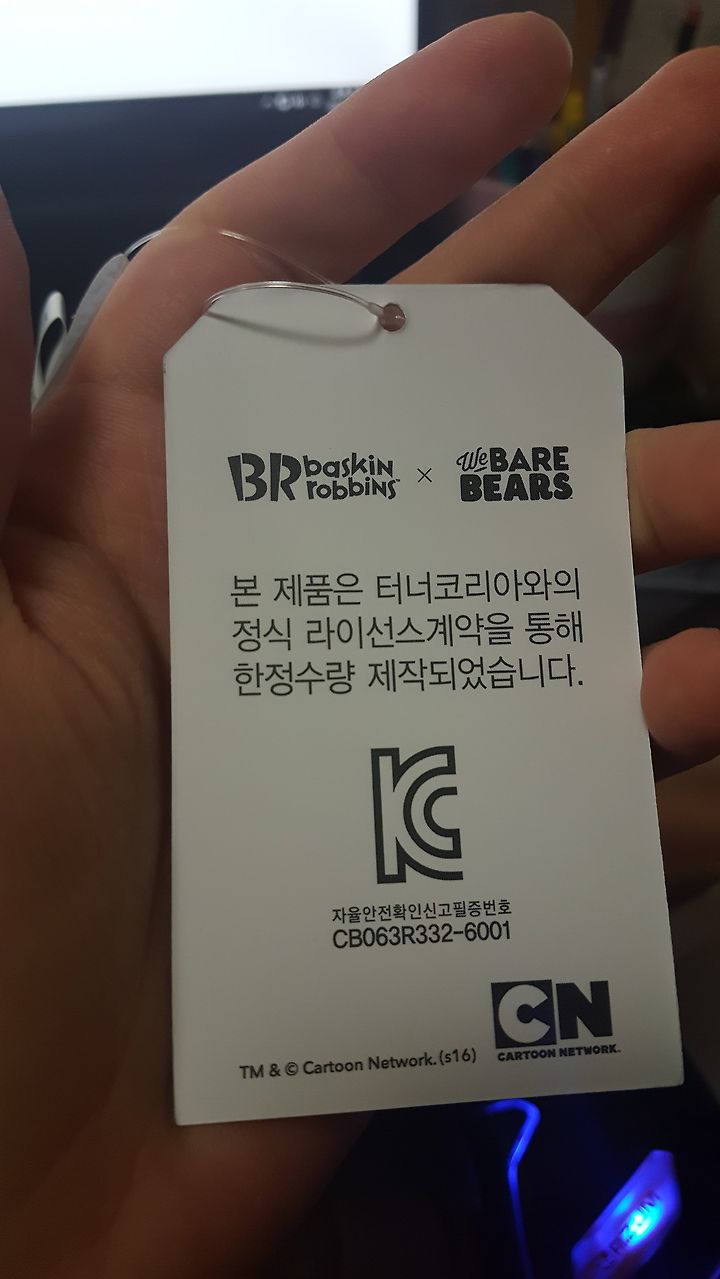 BR baskin robbins™ × We BARE BEARS
본 제품은 터너코리아와의
정식 라이선스계약을 통해
한정수량 제작되었습니다.
KC
자율안전확인신고필증번호
CB063R332-6001
CN
CARTOON NETWORK™
TM & © Cartoon Network. (s16)